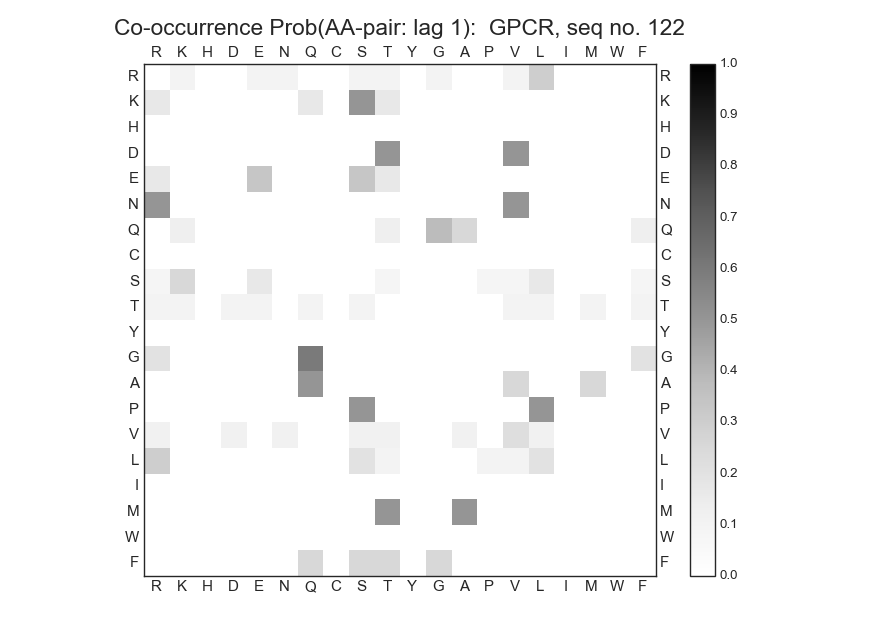 Co-occurrence Prob(AA-pair: lag 1):  GPCR, seq no. 122
R K H D E N Q C S T Y G A P V L I M W F
R R 1.0
K K 0.9
H H
D D 0.8
E E
N N 0.7
Q Q
C C 0.6
S S
T T 0.5
Y Y
G G 0.4
A A
P P 0.3
V V
L L 0.2
I I
M M 0.1
W W
F F 0.0
R K H D E N Q C S T Y G A P V L I M W F